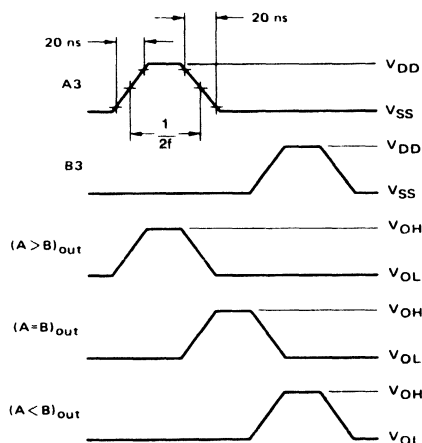 20 ns
20 ns
A3
VDD
VSS
1
2f
B3
VDD
VSS
(A>B)out
VOH
VOL
(A=B)out
VOH
VOL
(A<B)out
VOH
VOL